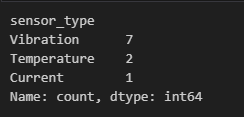 sensor_type
Vibration      7
Temperature    2
Current        1
Name: count, dtype: int64